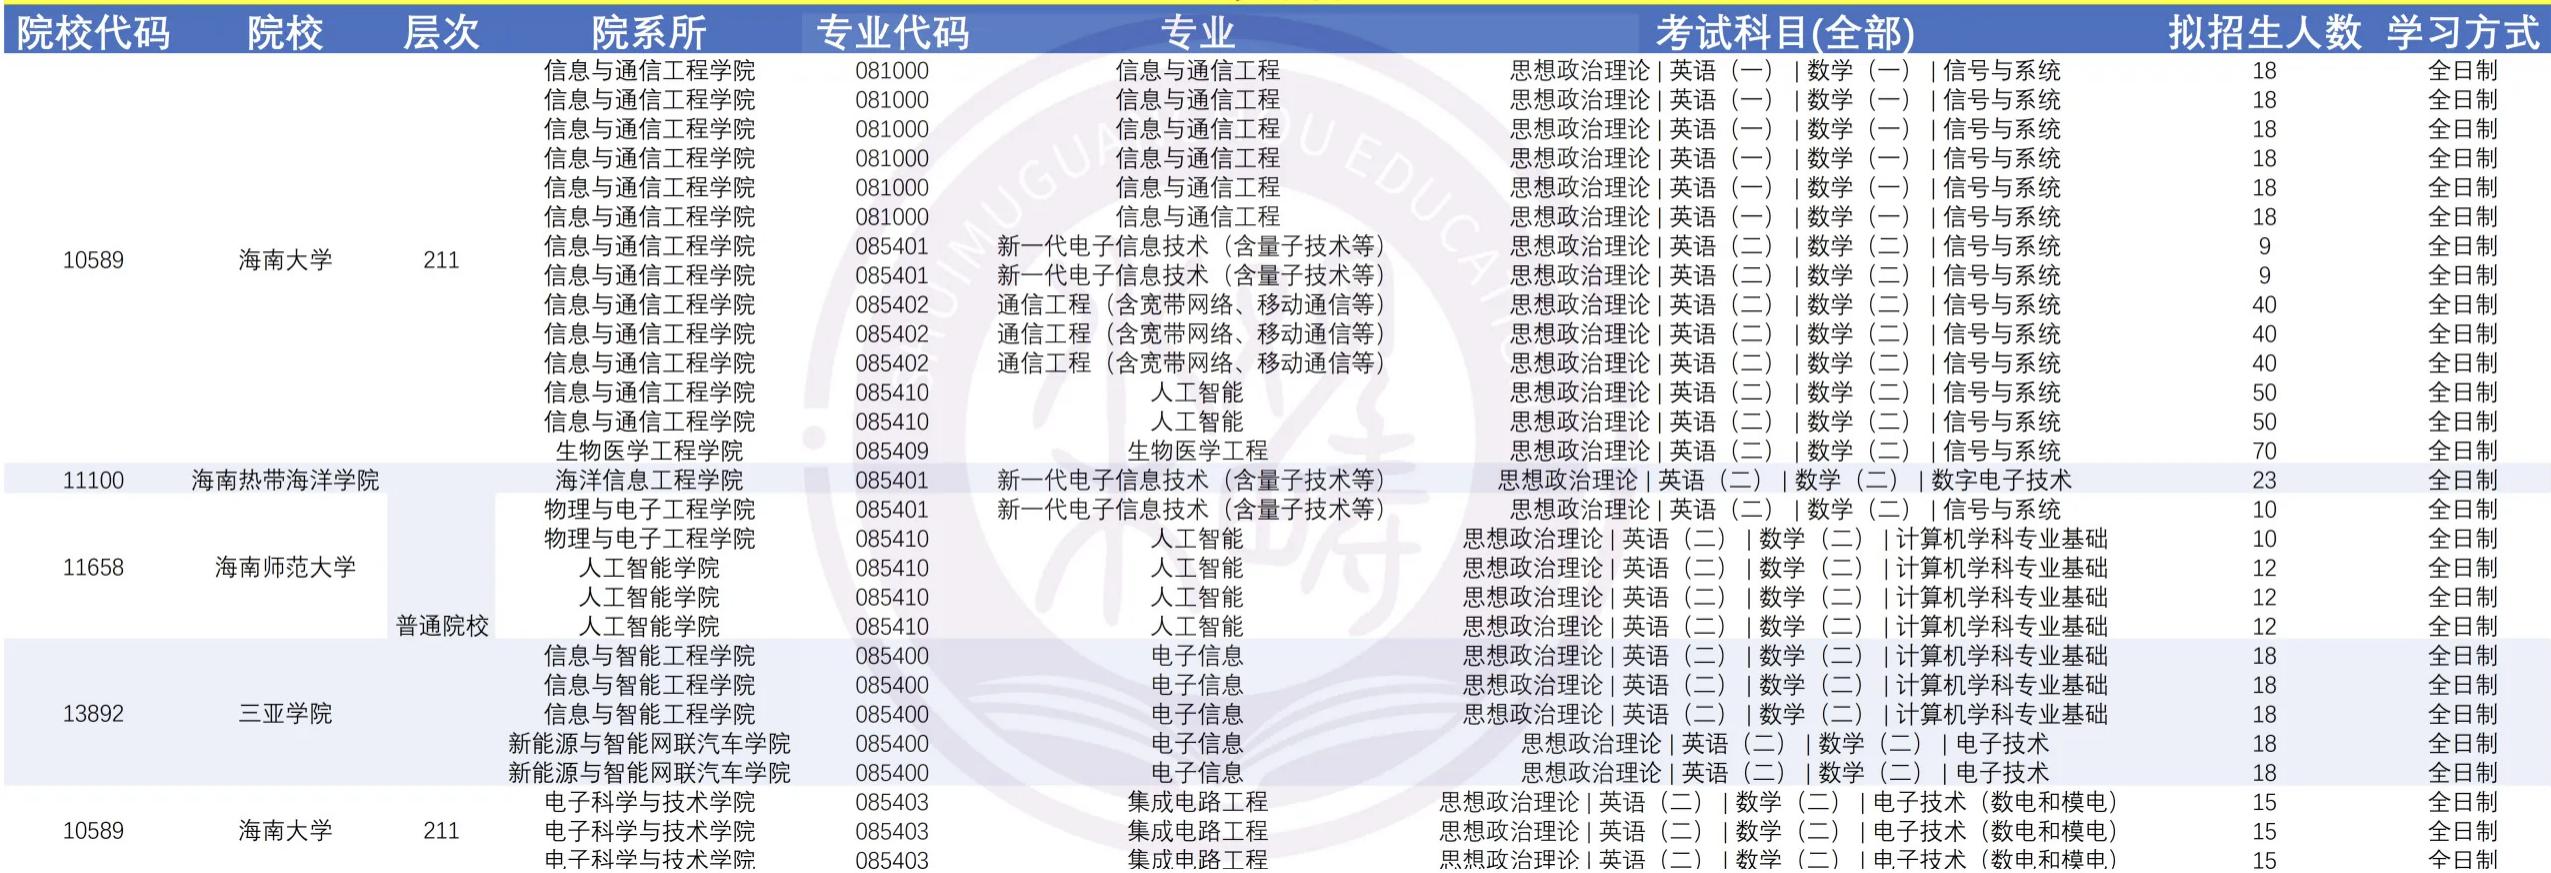 院校代码 院校 层次 院系所 专业代码 专业 考试科目(全部) 拟招生人数 学习方式
信息与通信工程学院 081000 信息与通信工程 思想政治理论 | 英语（一） | 数学（一） | 信号与系统 18 全日制
信息与通信工程学院 081000 信息与通信工程 思想政治理论 | 英语（一） | 数学（一） | 信号与系统 18 全日制
信息与通信工程学院 081000 信息与通信工程 思想政治理论 | 英语（一） | 数学（一） | 信号与系统 18 全日制
信息与通信工程学院 081000 信息与通信工程 思想政治理论 | 英语（一） | 数学（一） | 信号与系统 18 全日制
信息与通信工程学院 081000 信息与通信工程 思想政治理论 | 英语（一） | 数学（一） | 信号与系统 18 全日制
信息与通信工程学院 081000 信息与通信工程 思想政治理论 | 英语（一） | 数学（一） | 信号与系统 18 全日制
信息与通信工程学院 085401 新一代电子信息技术（含量子技术等） 思想政治理论 | 英语（二） | 数学（二） | 信号与系统 9 全日制
10589 海南大学 211
信息与通信工程学院 085401 新一代电子信息技术（含量子技术等） 思想政治理论 | 英语（二） | 数学（二） | 信号与系统 9 全日制
信息与通信工程学院 085402 通信工程（含宽带网络、移动通信等） 思想政治理论 | 英语（二） | 数学（二） | 信号与系统 40 全日制
信息与通信工程学院 085402 通信工程（含宽带网络、移动通信等） 思想政治理论 | 英语（二） | 数学（二） | 信号与系统 40 全日制
信息与通信工程学院 085402 通信工程（含宽带网络、移动通信等） 思想政治理论 | 英语（二） | 数学（二） | 信号与系统 40 全日制
信息与通信工程学院 085410 人工智能 思想政治理论 | 英语（二） | 数学（二） | 信号与系统 50 全日制
信息与通信工程学院 085410 人工智能 思想政治理论 | 英语（二） | 数学（二） | 信号与系统 50 全日制
生物医学工程学院 085409 生物医学工程 思想政治理论 | 英语（二） | 数学（二） | 信号与系统 70 全日制
11100 海南热带海洋学院 海洋信息工程学院 085401 新一代电子信息技术（含量子技术等） 思想政治理论 | 英语（二） | 数学（二） | 数字电子技术 23 全日制
物理与电子工程学院 085401 新一代电子信息技术（含量子技术等） 思想政治理论 | 英语（二） | 数学（二） | 信号与系统 10 全日制
物理与电子工程学院 085410 人工智能 思想政治理论 | 英语（二） | 数学（二） | 计算机学科专业基础 10 全日制
11658 海南师范大学 人工智能学院 085410 人工智能 思想政治理论 | 英语（二） | 数学（二） | 计算机学科专业基础 12 全日制
人工智能学院 085410 人工智能 思想政治理论 | 英语（二） | 数学（二） | 计算机学科专业基础 12 全日制
普通院校 人工智能学院 085410 人工智能 思想政治理论 | 英语（二） | 数学（二） | 计算机学科专业基础 12 全日制
信息与智能工程学院 085400 电子信息 思想政治理论 | 英语（二） | 数学（二） | 计算机学科专业基础 18 全日制
信息与智能工程学院 085400 电子信息 思想政治理论 | 英语（二） | 数学（二） | 计算机学科专业基础 18 全日制
13892 三亚学院 信息与智能工程学院 085400 电子信息 思想政治理论 | 英语（二） | 数学（二） | 计算机学科专业基础 18 全日制
新能源与智能网联汽车学院 085400 电子信息 思想政治理论 | 英语（二） | 数学（二） | 电子技术 18 全日制
新能源与智能网联汽车学院 085400 电子信息 思想政治理论 | 英语（二） | 数学（二） | 电子技术 18 全日制
电子科学与技术学院 085403 集成电路工程 思想政治理论 | 英语（二） | 数学（二） | 电子技术（数电和模电） 15 全日制
10589 海南大学 211 电子科学与技术学院 085403 集成电路工程 思想政治理论 | 英语（二） | 数学（二） | 电子技术（数电和模电） 15 全日制
电子科学与技术学院 085403 集成电路工程 思想政治理论 | 英语（二） | 数学（二） | 电子技术（数电和模电） 15 全日制